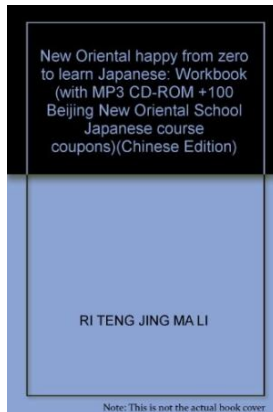 New Oriental happy from zero
to learn Japanese: Workbook
(with MP3 CD-ROM +100
Beijing New Oriental School
Japanese course
coupons)(Chinese Edition)
RI TENG JING MA LI
Note: This is not the actual book cover